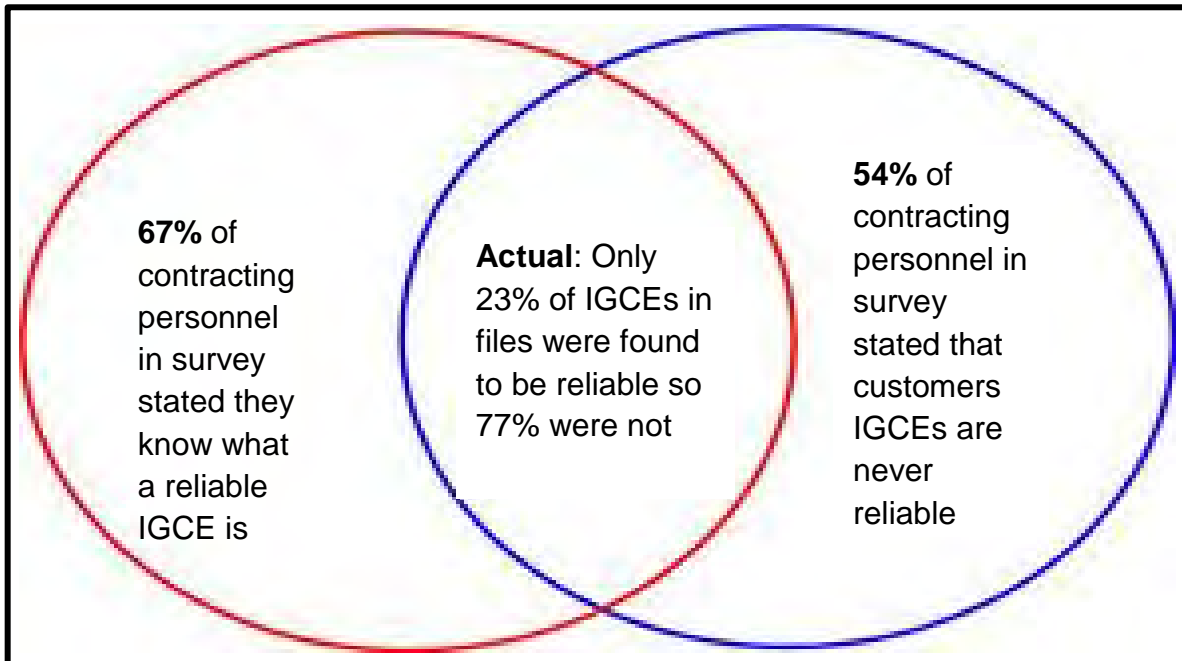 67% of
contracting
personnel
in survey
stated they
know what
a reliable
IGCE is
Actual: Only
23% of IGCEs in
files were found
to be reliable so
77% were not
54% of
contracting
personnel in
survey
stated that
customers
IGCEs are
never
reliable